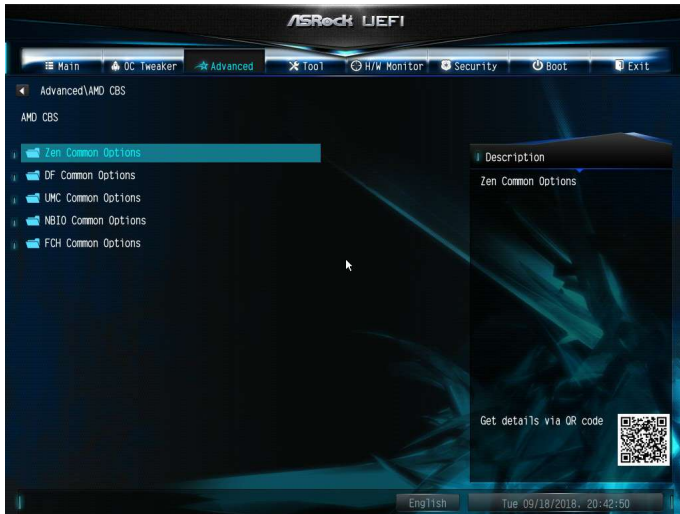 ASRock UEFI
Main OC Tweaker Advanced Tool H/W Monitor Security Boot Exit
Advanced\AMD CBS
AMD CBS
Zen Common Options
DF Common Options
UMC Common Options
NBIO Common Options
FCH Common Options
Description
Zen Common Options
Get details via QR code
English Tue 09/18/2018. 20:42:50